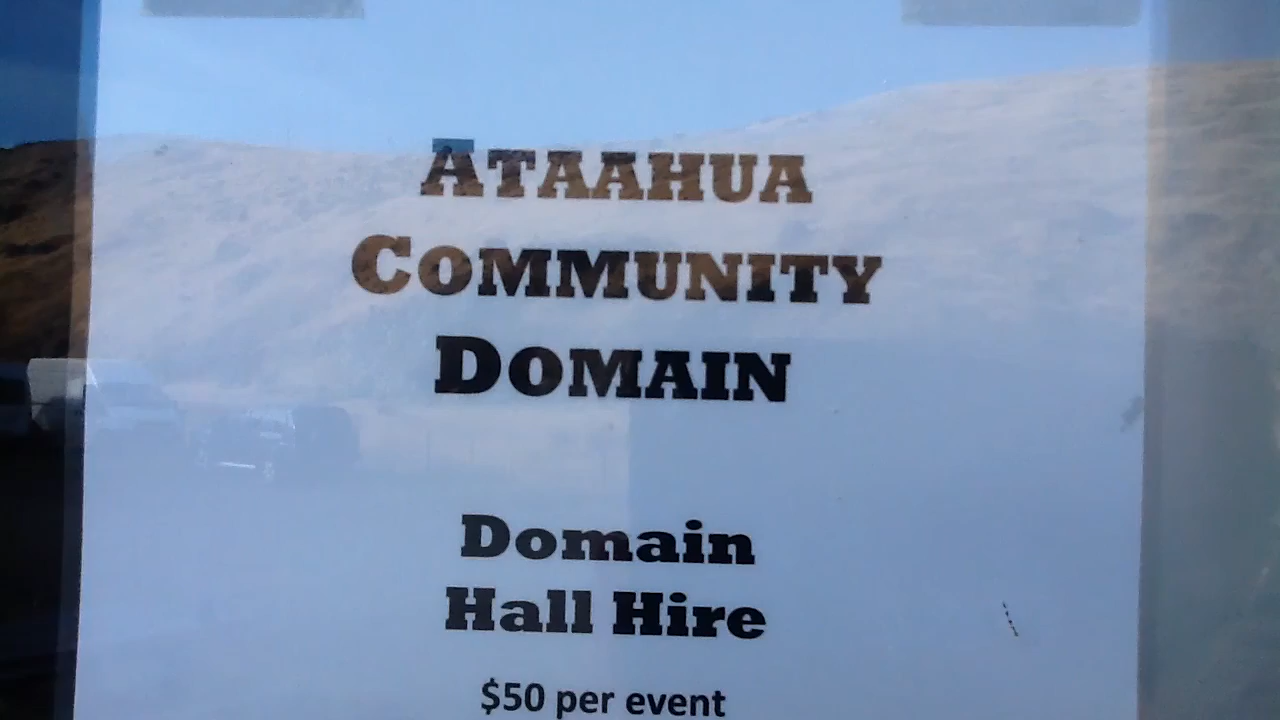 ATAAHUA
COMMUNITY
DOMAIN
Domain
Hall Hire
$50 per event